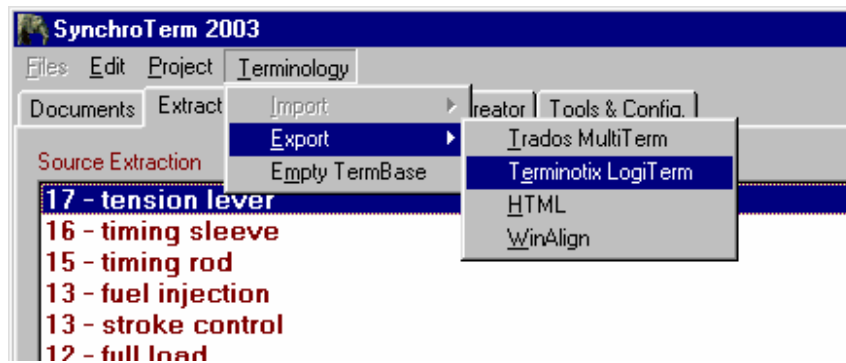 SynchroTerm 2003
Files Edit Project Terminology
Documents Extract reator Tools & Config.
Import
Export
Empty TermBase
Trados MultiTerm
Terminotix LogiTerm
HTML
WinAlign
Source Extraction
17 - tension lever
16 - timing sleeve
15 - timing rod
13 - fuel injection
13 - stroke control
12 - full load